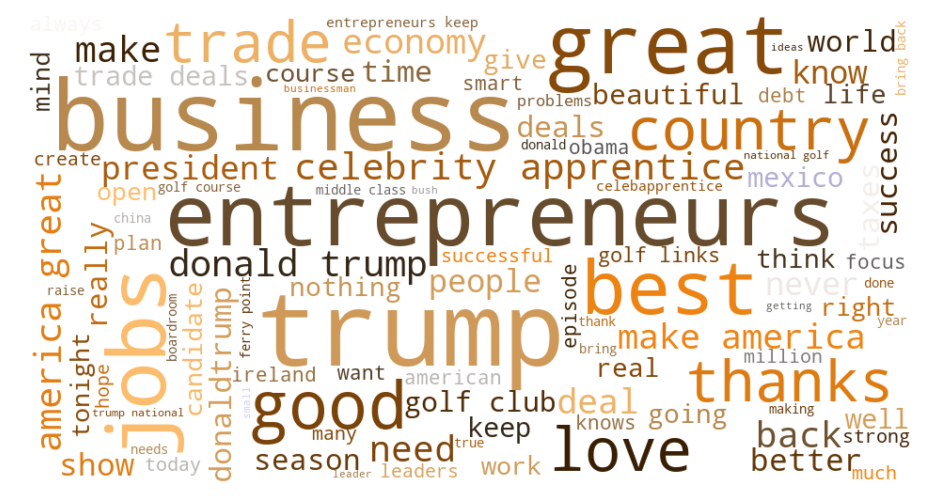 always
entrepreneurs keep
make
trade
economy
great
ideas
world
bring back
mind
trade deals
course
time
give
smart
businessman
know
business
problems
beautiful
debt
life
deals
country
donald
obama
success
create
president
celebrity apprentice
national golf
open
golf course
middle class
bush
celebapprentice
mexico
taxes
china
entrepreneurs
plan
america great
really
donald trump
successful
golf links
think
focus
nothing
people
episode
best
never
done
raise
jobs
boardroom
candidate
donaldtrump
ferry point
trump
getting
right
thank
year
bring
make america
tonight
hope
ireland
want
american
real
million
thanks
trump national
small
good
golf club
deal
knows
going
making
well
many
keep
back
strong
needs
need
true
love
better
show
today
season
leader
leaders
work
much